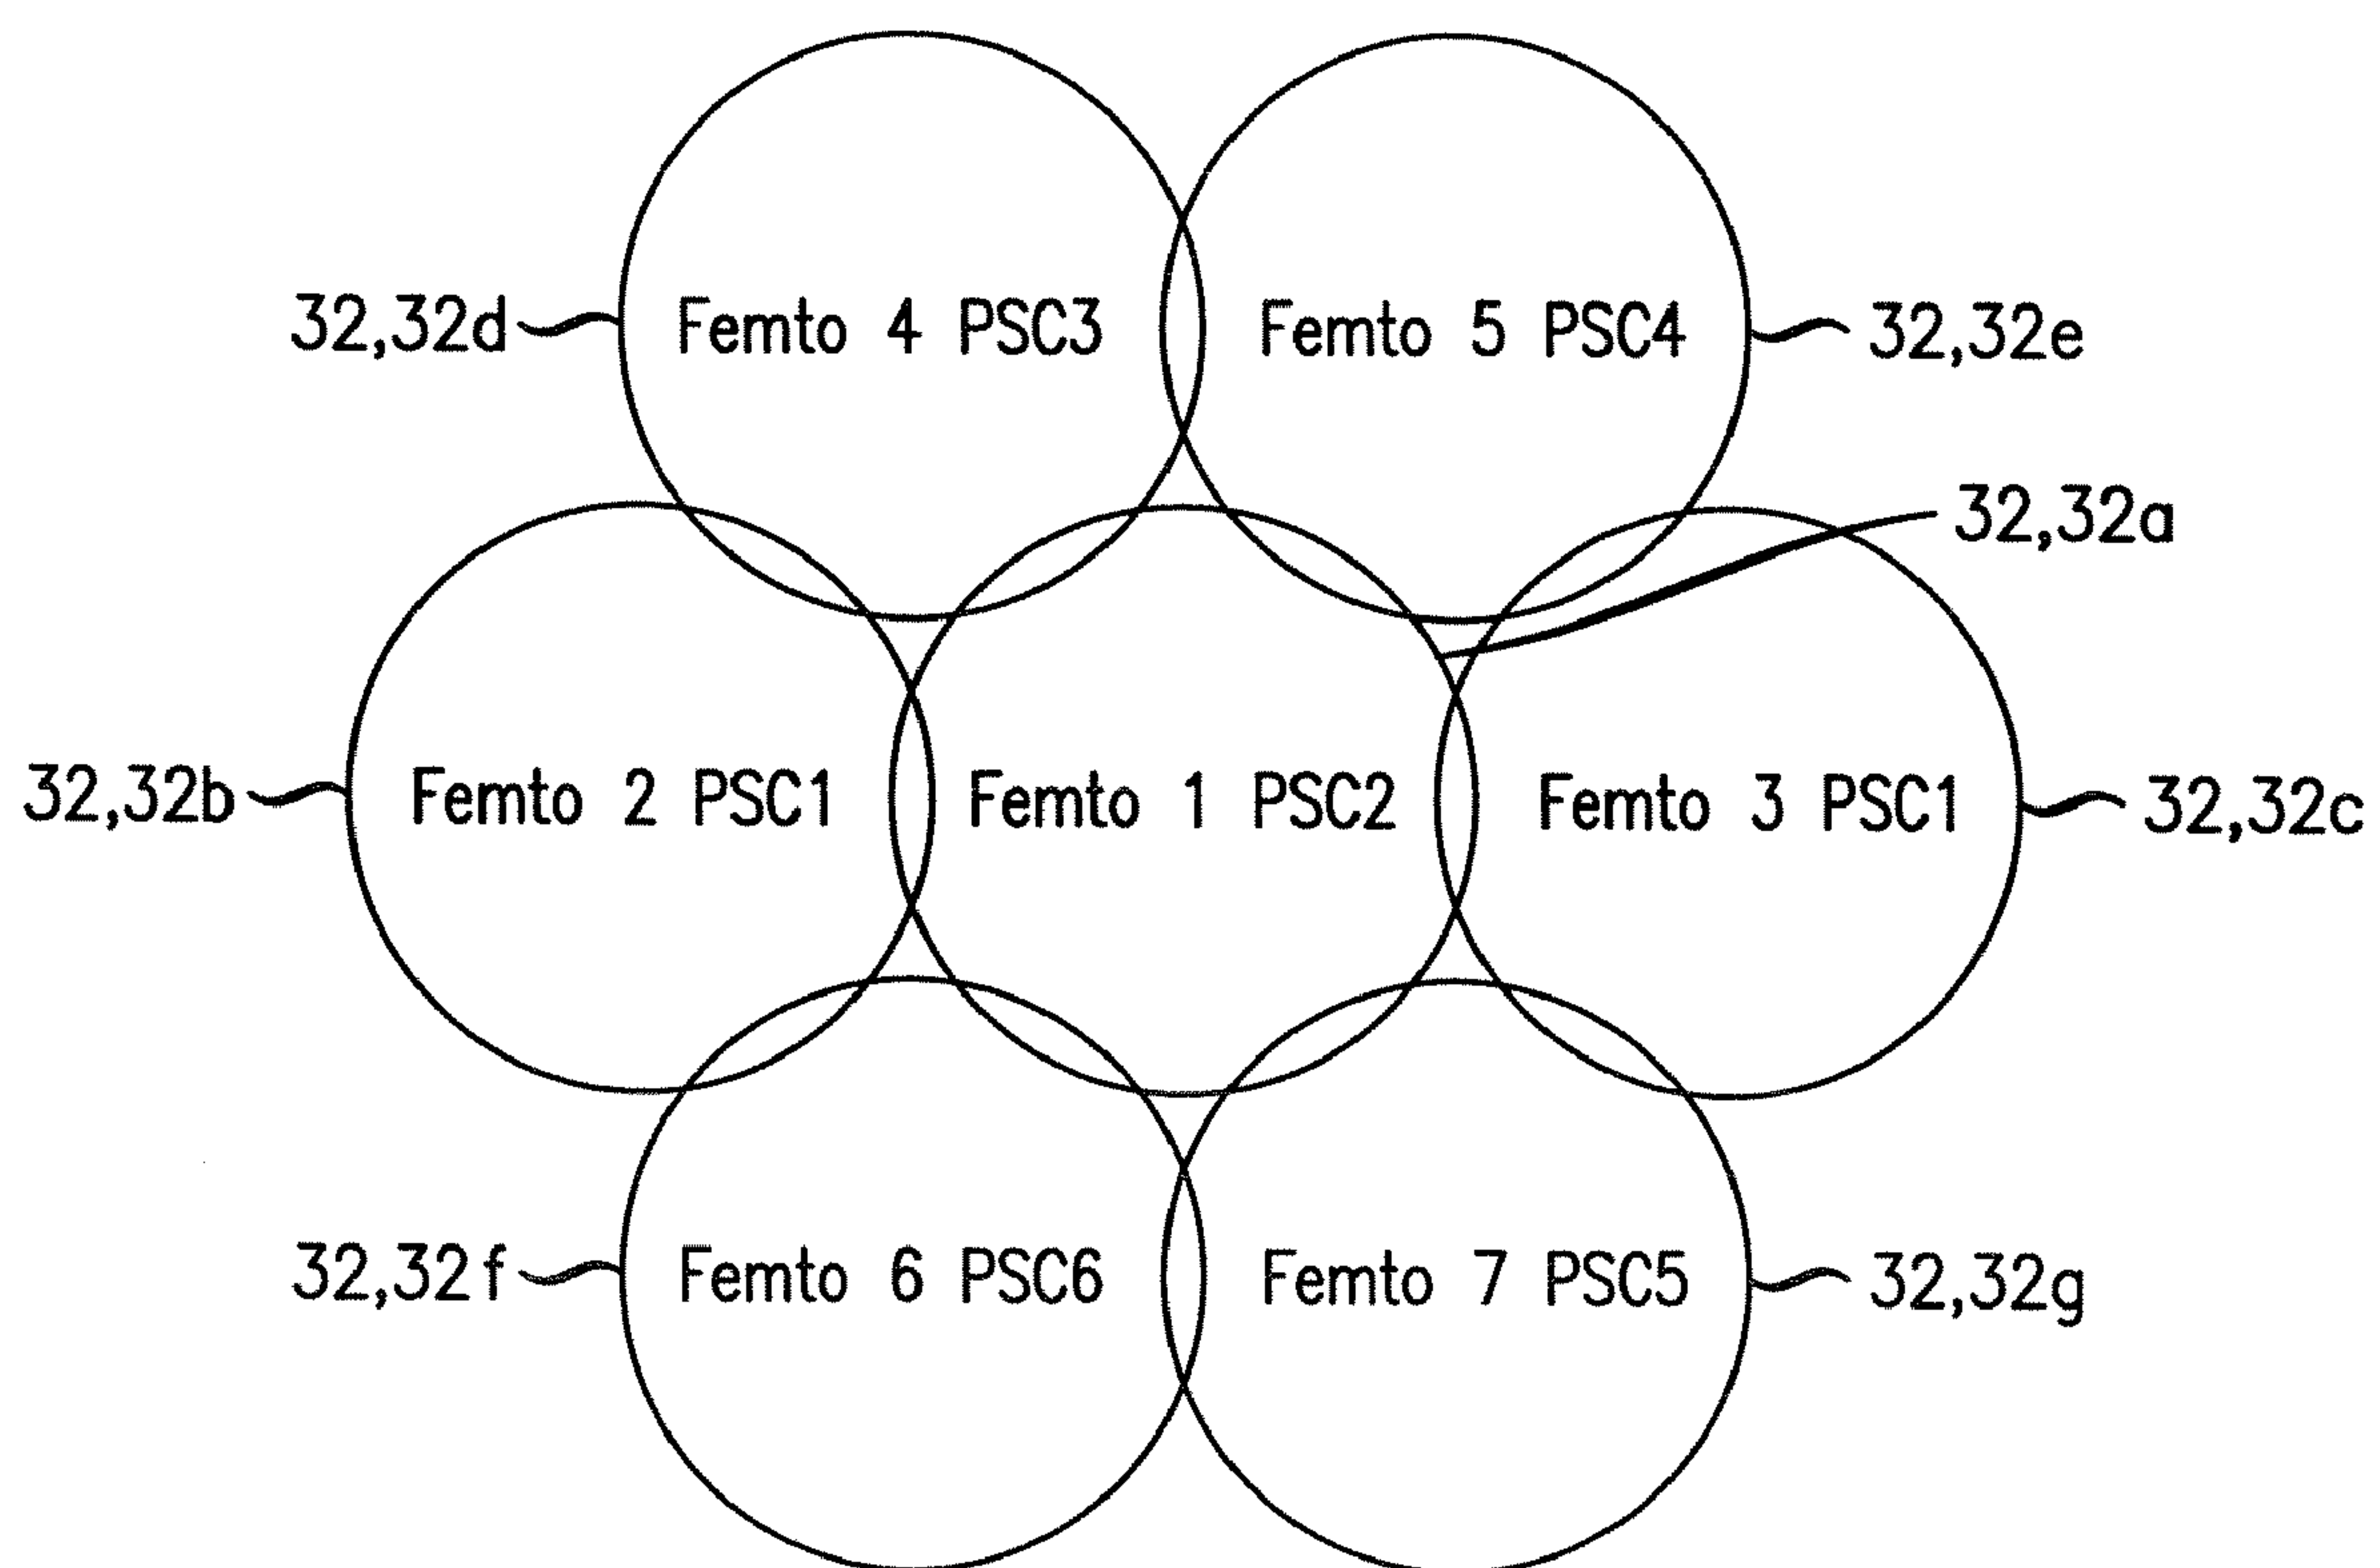 32,32d Femto 4 PSC3 Femto 5 PSC4 32,32e
32,32a
32,32b Femto 2 PSC1 Femto 1 PSC2 Femto 3 PSC1 32,32c
32,32f Femto 6 PSC6 Femto 7 PSC5 32,32g